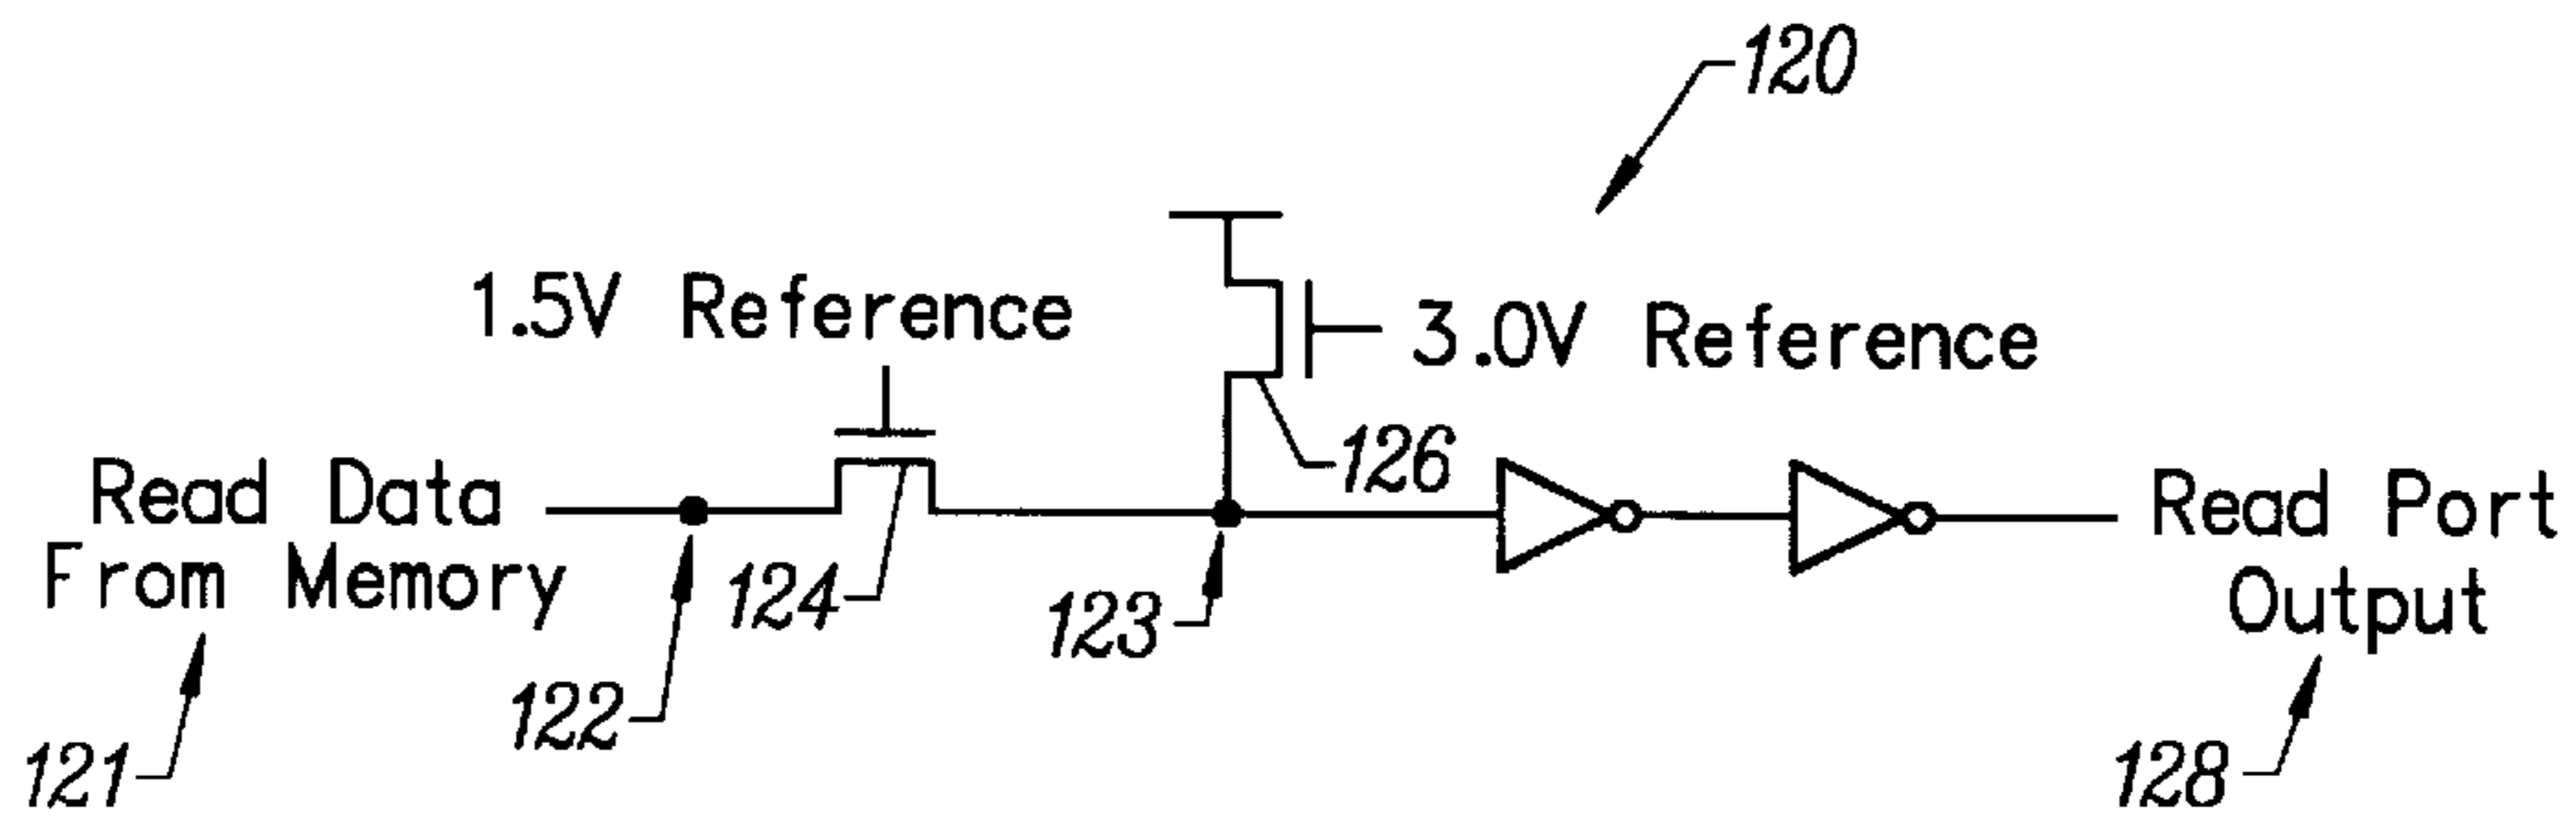 120
1.5V Reference
3.0V Reference
126
Read Data
From Memory
124
123
122
121
Read Port
Output
128